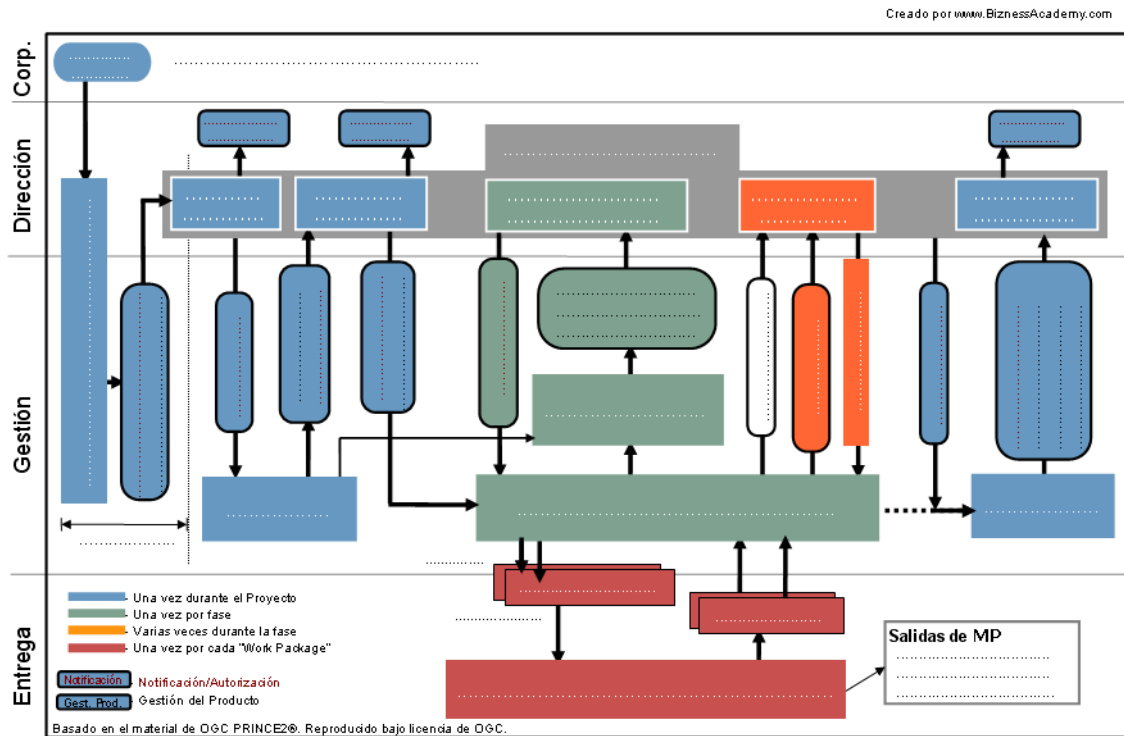 Creado por www.BiznessAcademy.com
Corp.
Dirección
Gestión
Entrega
Una vez durante el Proyecto
Una vez por fase
Varias veces durante la fase
Una vez por cada "Work Package"
Notificación
Notificación/Autorización
Gest. Prod.
Gestión del Producto
Salidas de MP
Basado en el material de OGC PRINCE2®. Reproducido bajo licencia de OGC.